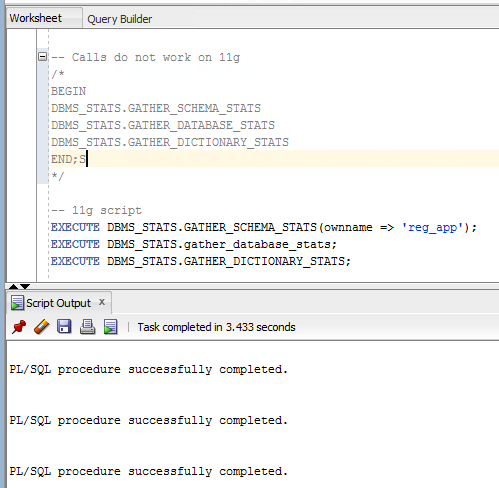 Worksheet Query Builder
-- Calls do not work on 11g
/*
BEGIN
DBMS_STATS.GATHER_SCHEMA_STATS
DBMS_STATS.GATHER_DATABASE_STATS
DBMS_STATS.GATHER_DICTIONARY_STATS
END;S
*/
-- 11g script
EXECUTE DBMS_STATS.GATHER_SCHEMA_STATS(ownname => 'reg_app');
EXECUTE DBMS_STATS.gather_database_stats;
EXECUTE DBMS_STATS.GATHER_DICTIONARY_STATS;
Script Output x
Task completed in 3.433 seconds
PL/SQL procedure successfully completed.
PL/SQL procedure successfully completed.
PL/SQL procedure successfully completed.